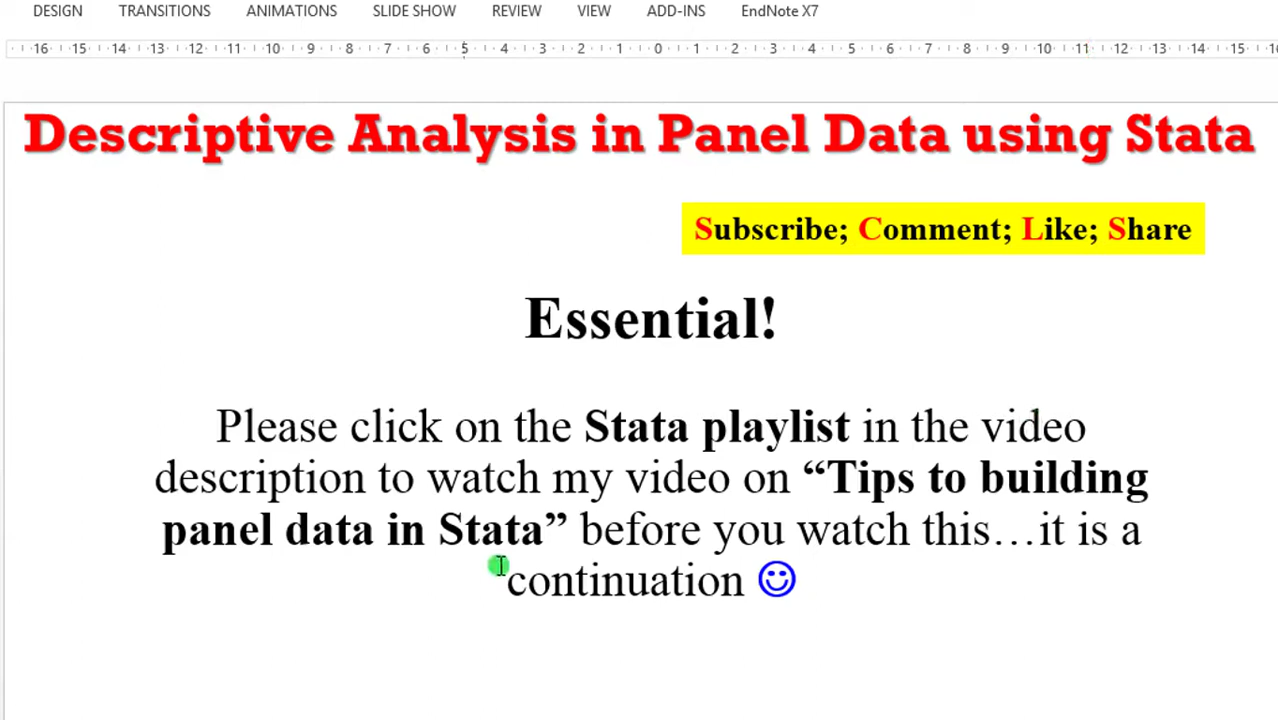 DESIGN TRANSITIONS ANIMATIONS SLIDE SHOW REVIEW VIEW ADD-INS EndNote X7
16 15 14 13 12 11 10 9 8 7 6 5 4 3 2 1 0 1 2 3 4 5 6 7 8 9 10 11 12 13 14 15
Descriptive Analysis in Panel Data using Stata
Subscribe; Comment; Like; Share
Essential!
Please click on the Stata playlist in the video
description to watch my video on “Tips to building
panel data in Stata” before you watch this…it is a
continuation ☺